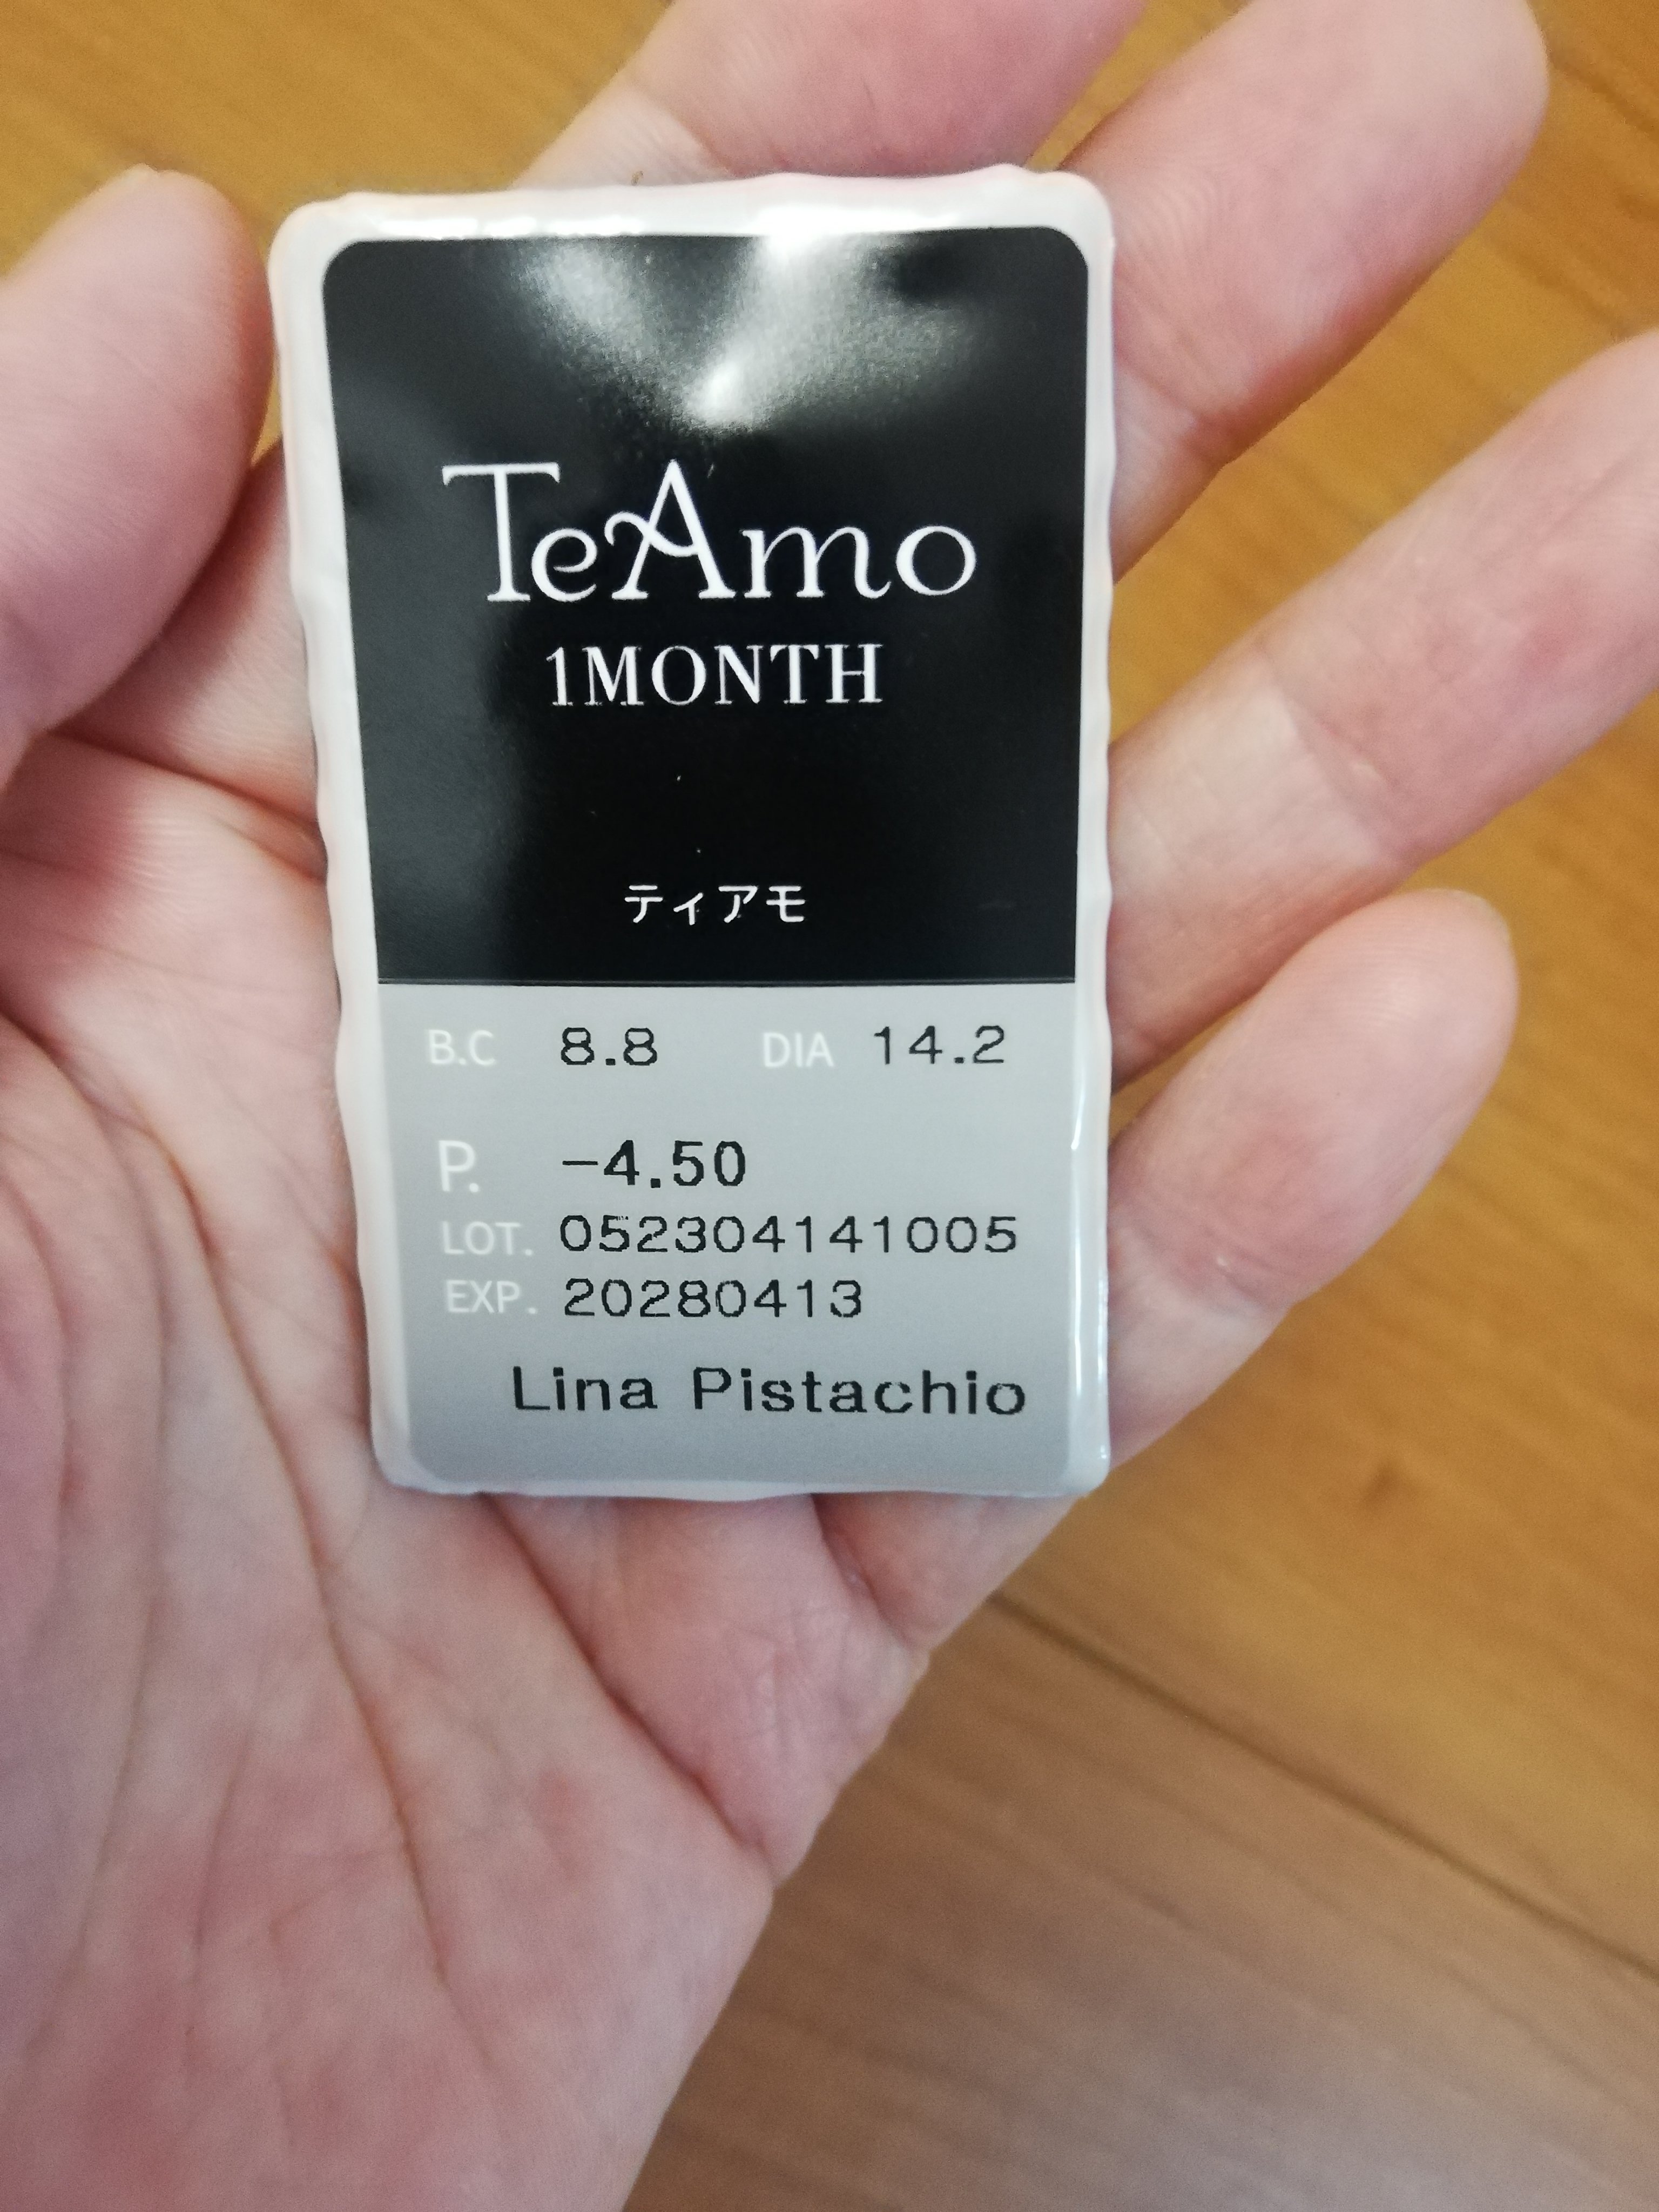 TeAmo
1MONTH
ティアモ
B.C 8.8 DIA 14.2
P. -4.50
LOT. 052304141005
EXP. 20280413
Lina Pistachio